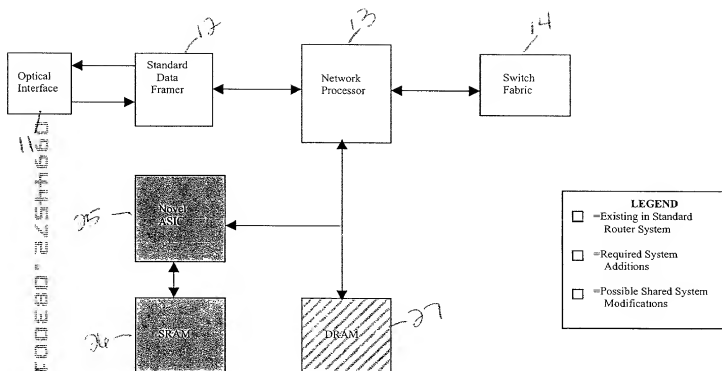 12
13
14
Optical
Interface
Standard
Data
Framer
Network
Processor
Switch
Fabric
11
25
Novel
ASIC
LEGEND
=Existing in Standard
Router System
=Required System
Additions
=Possible Shared System
Modifications
26
SRAM
DRAM
27